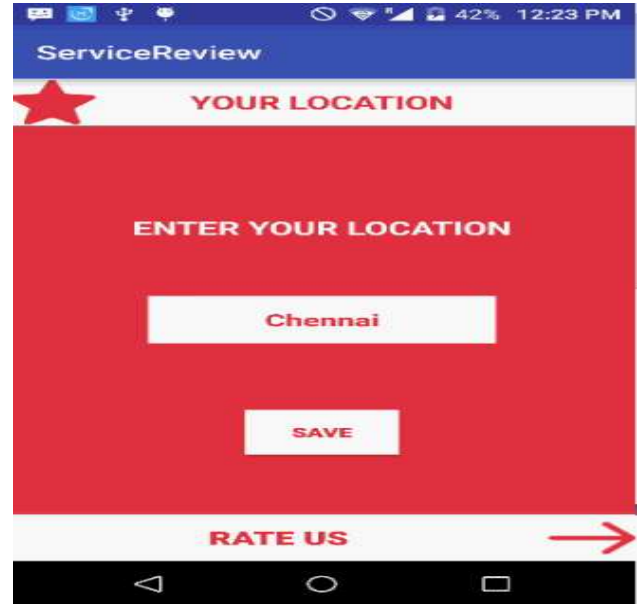 42% 12:23 PM
ServiceReview
YOUR LOCATION
ENTER YOUR LOCATION
Chennai
SAVE
RATE US